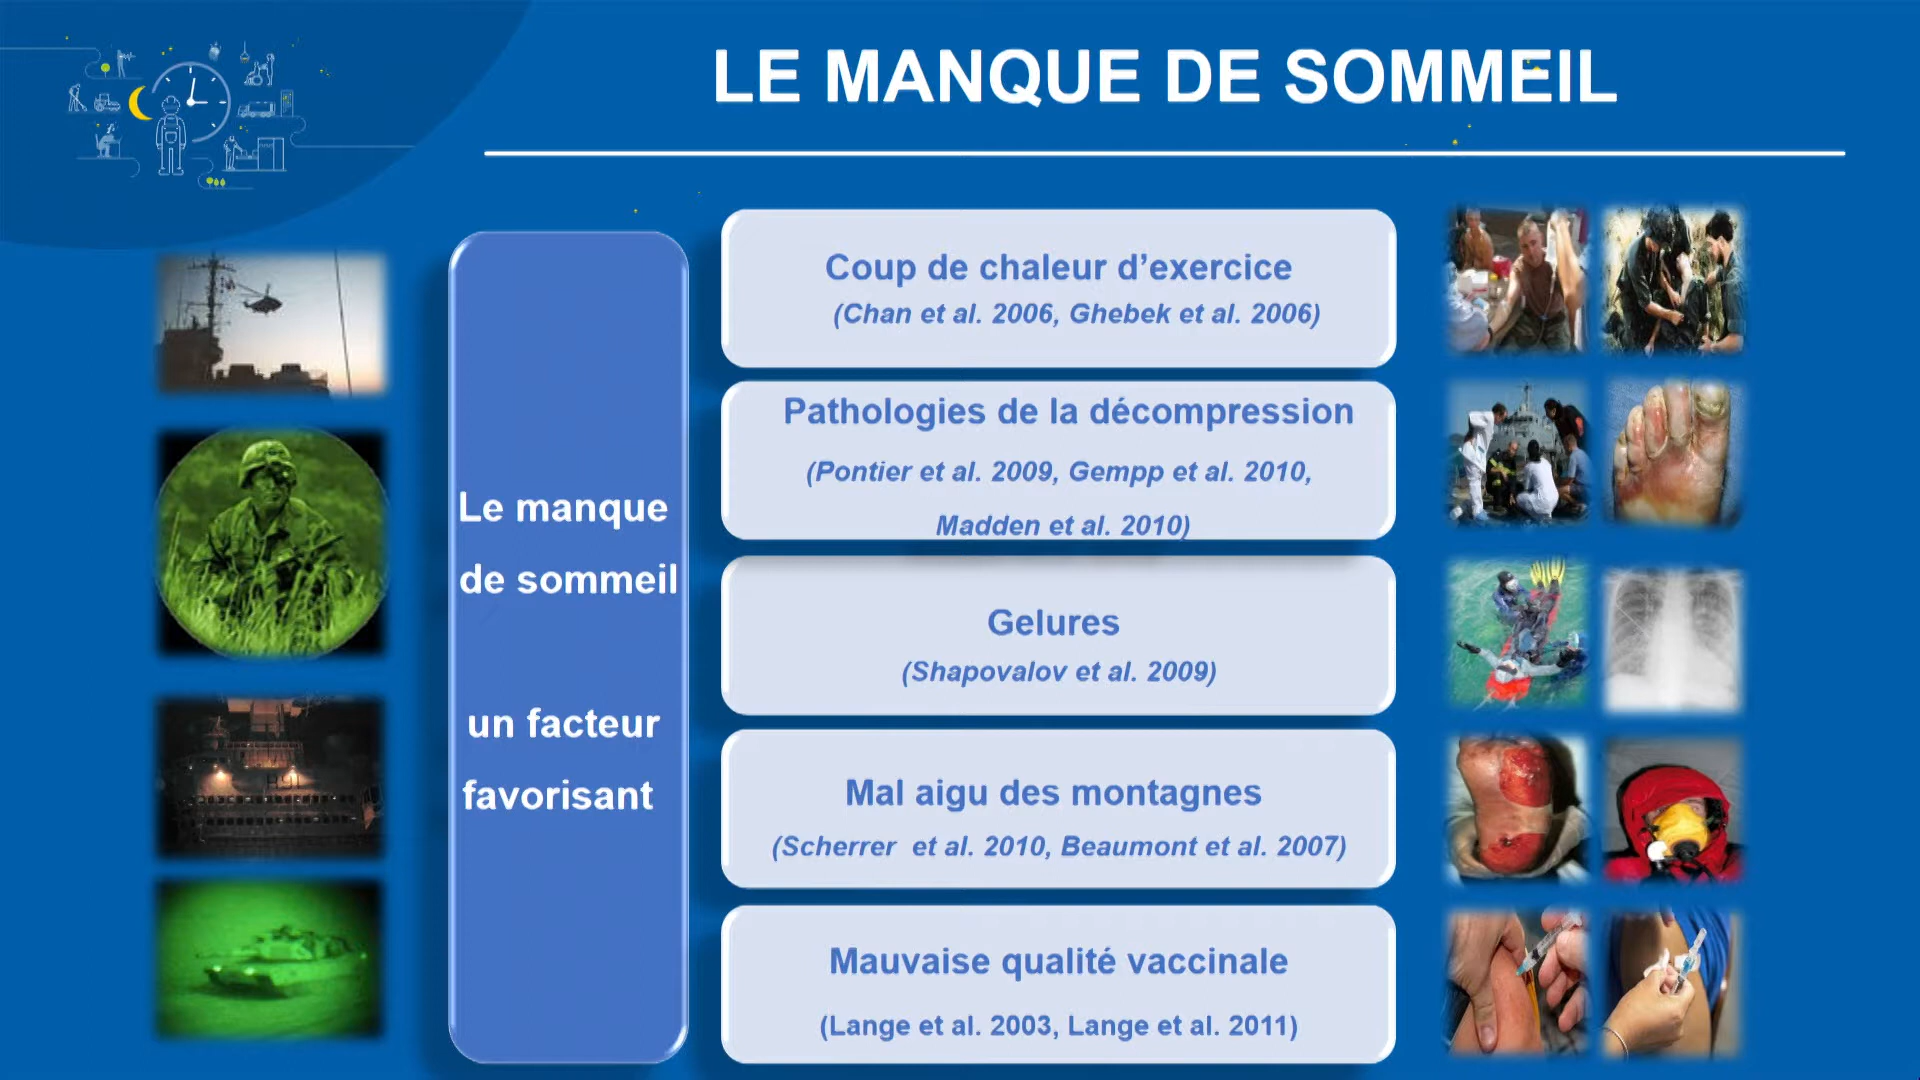 LE MANQUE DE SOMMEIL
Le manque
de sommeil
un facteur
favorisant
Coup de chaleur d’exercice
(Chan et al. 2006, Ghebek et al. 2006)
Pathologies de la décompression
(Pontier et al. 2009, Gempp et al. 2010,
Madden et al. 2010)
Gelures
(Shapovalov et al. 2009)
Mal aigu des montagnes
(Scherrer et al. 2010, Beaumont et al. 2007)
Mauvaise qualité vaccinale
(Lange et al. 2003, Lange et al. 2011)